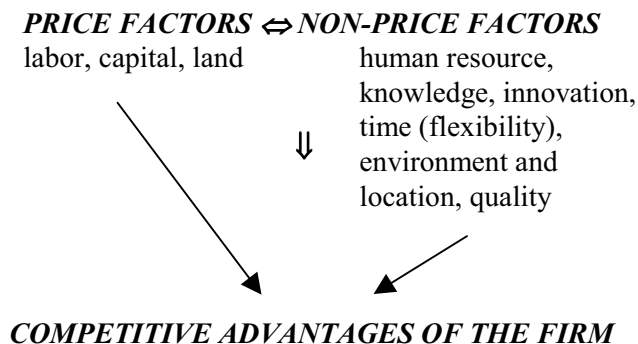 PRICE FACTORS ⇔ NON-PRICE FACTORS
labor, capital, land human resource,
knowledge, innovation,
time (flexibility),
⇓ environment and
location, quality
COMPETITIVE ADVANTAGES OF THE FIRM